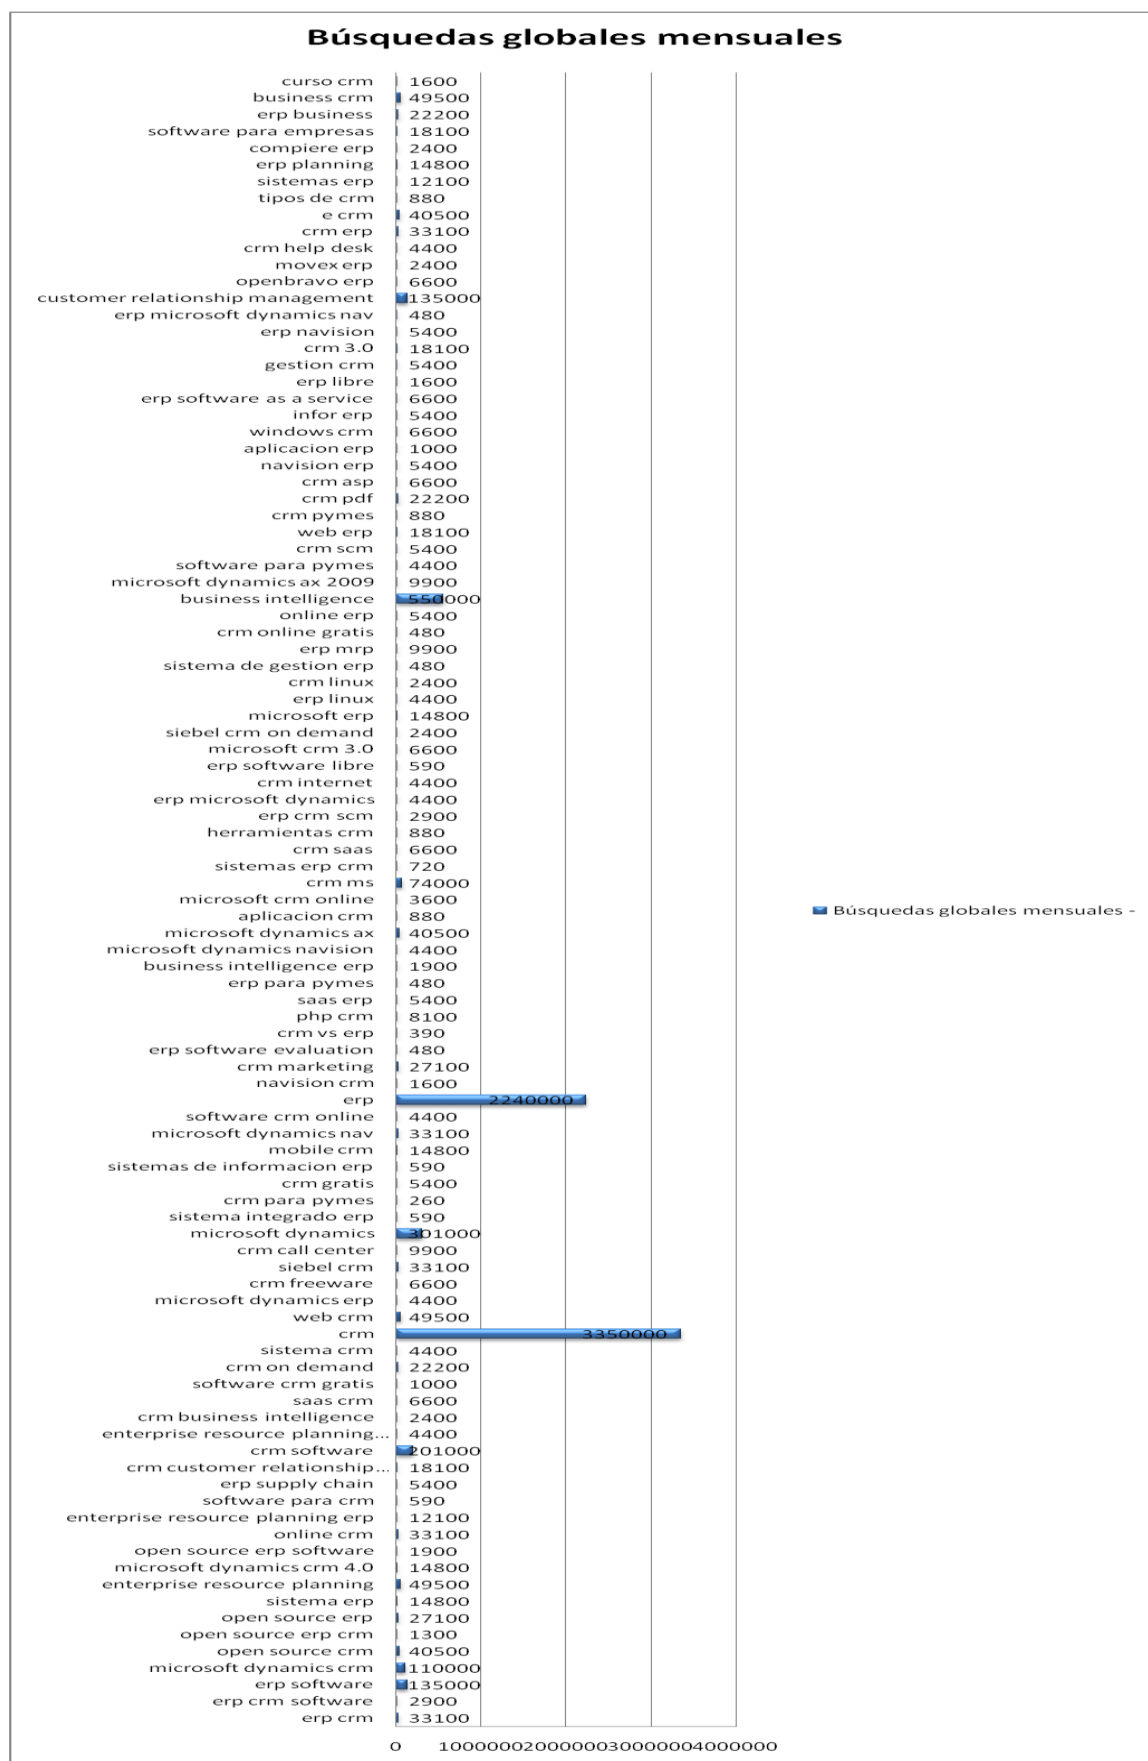 Búsquedas globales mensuales
curso crm 1600
business crm 49500
erp business 22200
software para empresas 18100
compiere erp 2400
erp planning 14800
sistemas erp 12100
tipos de crm 880
e crm 40500
crm erp 33100
crm help desk 4400
movex erp 2400
openbravo erp 6600
customer relationship management 135000
erp microsoft dynamics nav 480
erp navision 5400
crm 3.0 18100
gestion crm 5400
erp libre 1600
erp software as a service 6600
infor erp 5400
windows crm 6600
aplicacion erp 1000
navision erp 5400
crm asp 6600
crm pdf 22200
crm pymes 880
web erp 18100
crm scm 5400
software para pymes 4400
microsoft dynamics ax 2009 9900
business intelligence 550000
online erp 5400
crm online gratis 480
erp mrp 9900
sistema de gestion erp 480
crm linux 2400
erp linux 4400
microsoft erp 14800
siebel crm on demand 2400
microsoft crm 3.0 6600
erp software libre 590
crm internet 4400
erp microsoft dynamics 4400
erp crm scm 2900
herramientas crm 880
crm saas 6600
sistemas erp crm 720
crm ms 74000
microsoft crm online 3600
aplicacion crm 880
Búsquedas globales mensuales -
microsoft dynamics ax 40500
microsoft dynamics navision 4400
business intelligence erp 1900
erp para pymes 480
saas erp 5400
php crm 8100
crm vs erp 390
erp software evaluation 480
crm marketing 27100
navision crm 1600
erp 2240000
software crm online 4400
microsoft dynamics nav 33100
mobile crm 14800
sistemas de informacion erp 590
crm gratis 5400
crm para pymes 260
sistema integrado erp 590
microsoft dynamics 301000
crm call center 9900
siebel crm 33100
crm freeware 6600
microsoft dynamics erp 4400
web crm 49500
crm 3350000
sistema crm 4400
crm on demand 22200
software crm gratis 1000
saas crm 6600
crm business intelligence 2400
enterprise resource planning... 4400
crm software 201000
crm customer relationship... 18100
erp supply chain 5400
software para crm 590
enterprise resource planning erp 12100
online crm 33100
open source erp software 1900
microsoft dynamics crm 4.0 14800
enterprise resource planning 49500
sistema erp 14800
open source erp 27100
open source erp crm 1300
open source crm 40500
microsoft dynamics crm 110000
erp software 135000
erp crm software 2900
erp crm 33100
0 1000000 2000000 3000000 4000000